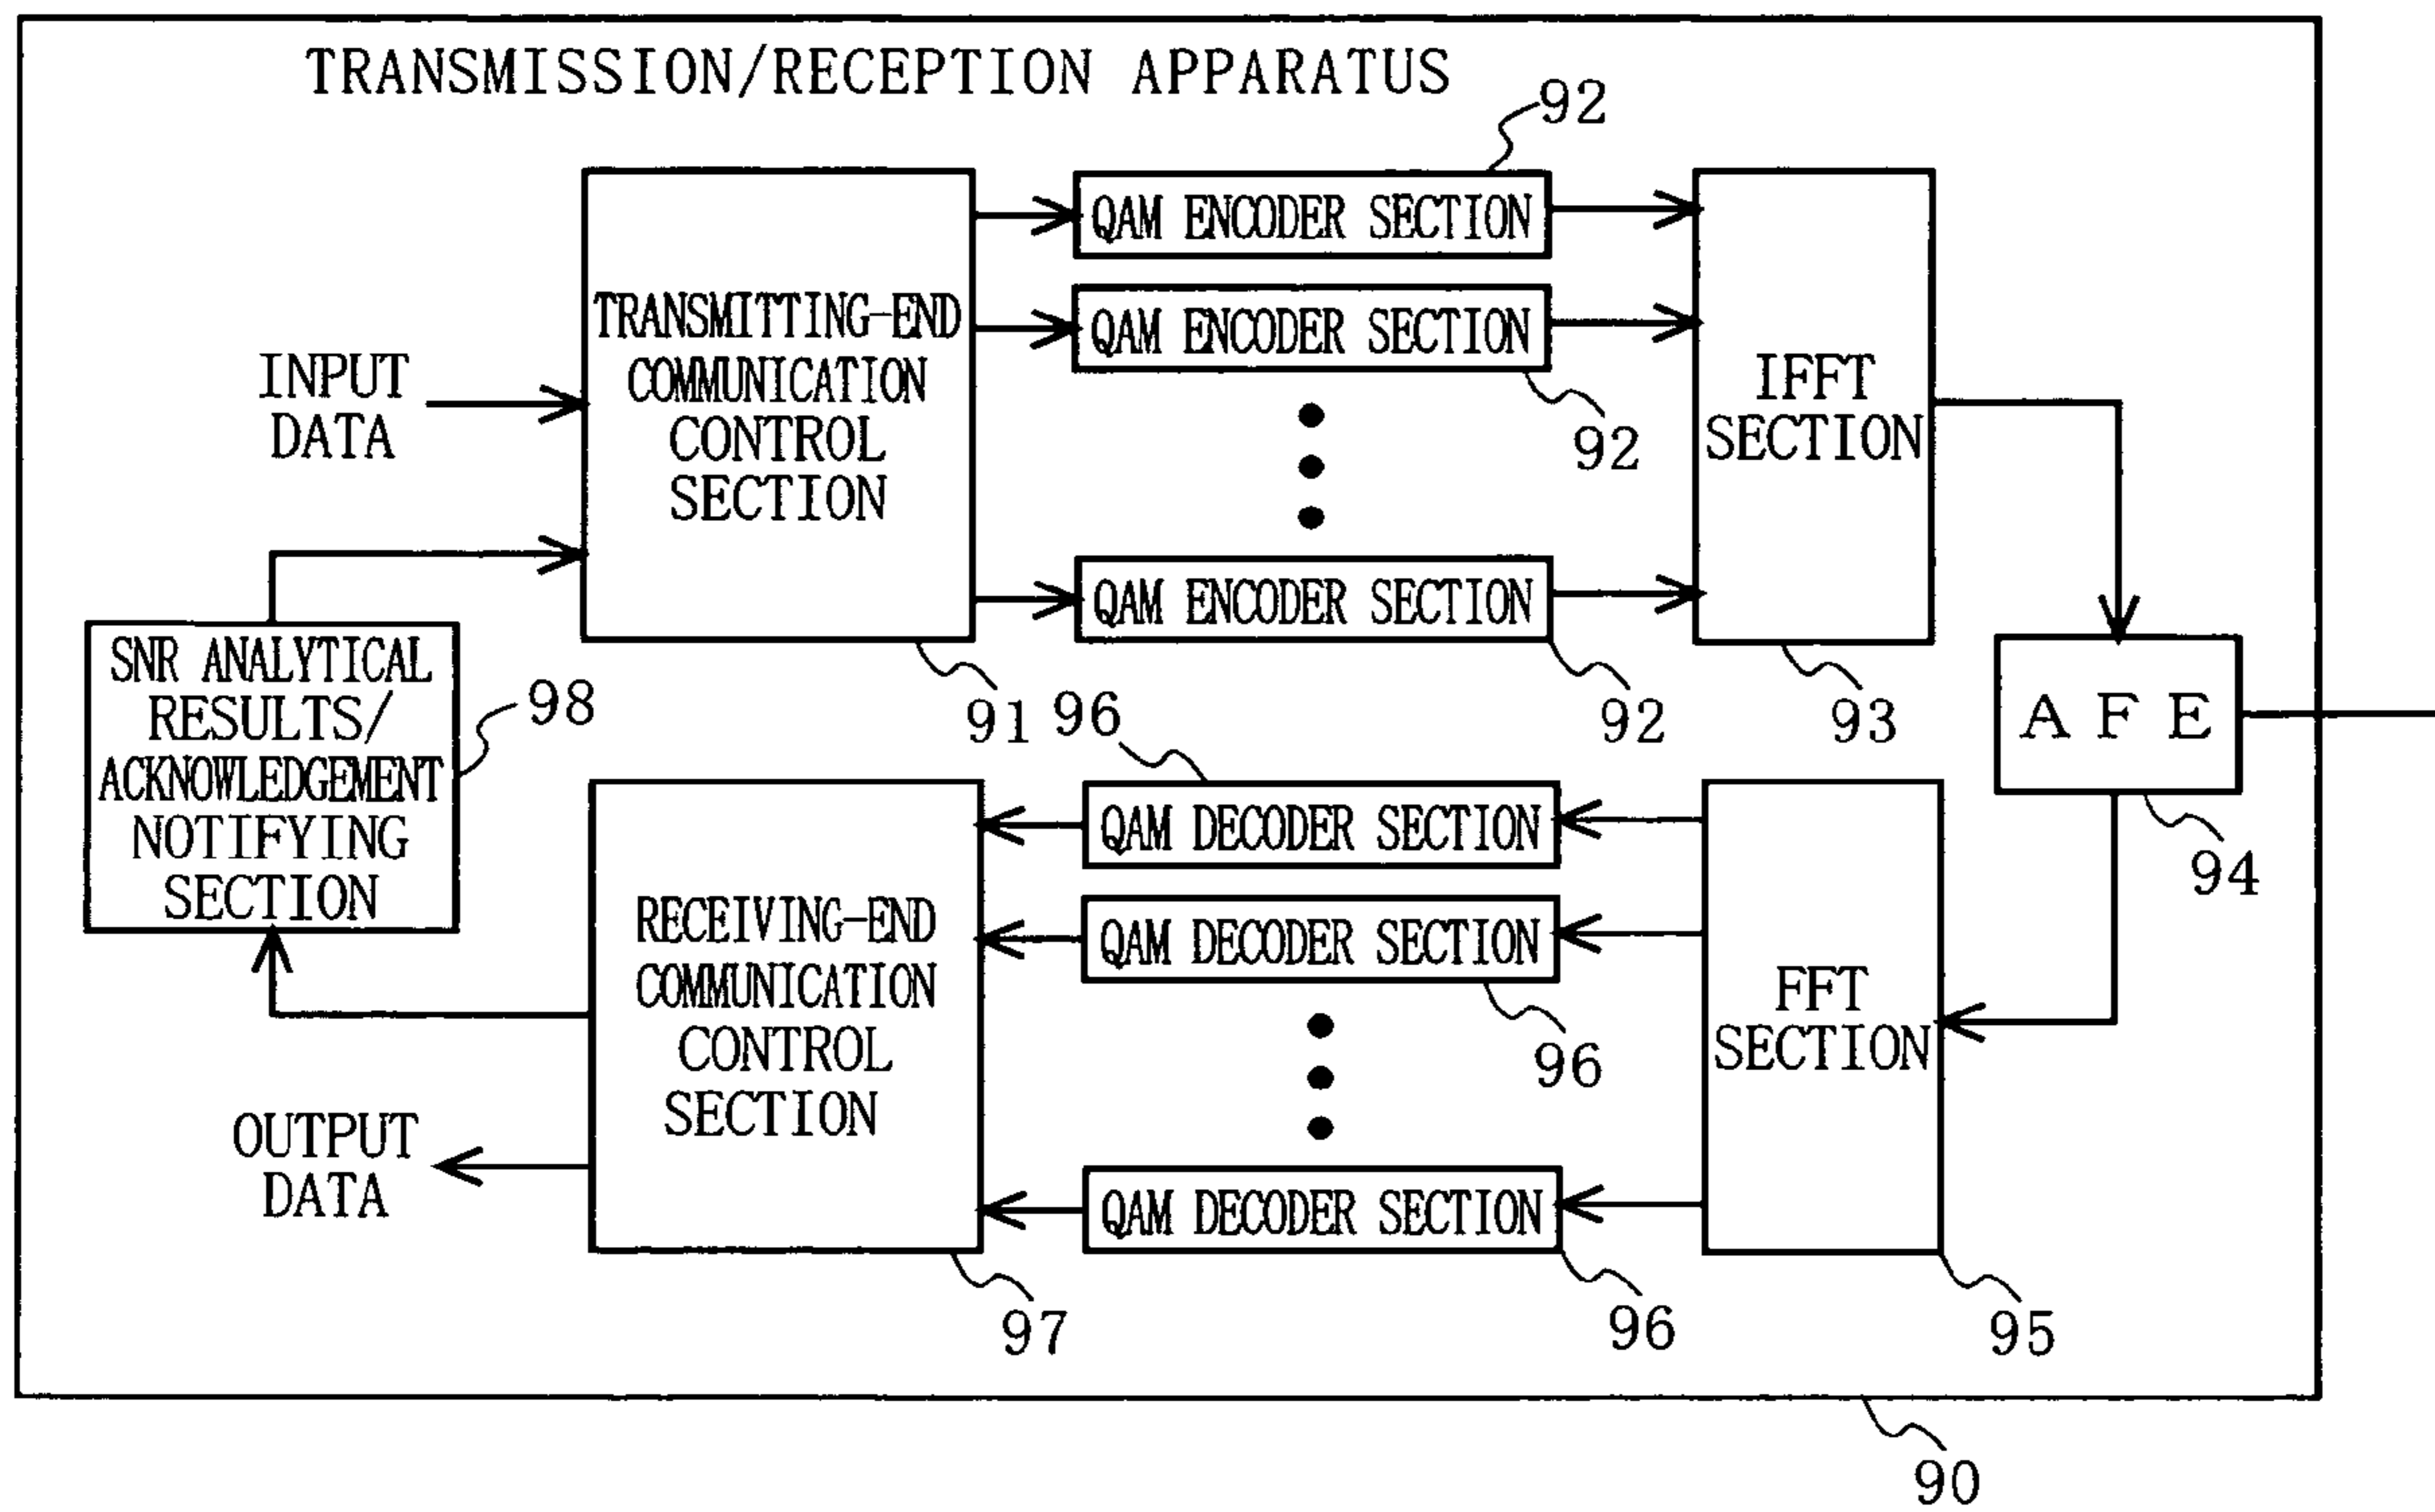 TRANSMISSION/RECEPTION APPARATUS
92
QAM ENCODER SECTION
QAM ENCODER SECTION
92
QAM ENCODER SECTION
92
TRANSMITTING-END
COMMUNICATION
CONTROL
SECTION
91
INPUT
DATA
IFFT
SECTION
93
SNR ANALYTICAL
RESULTS/
ACKNOWLEDGEMENT
NOTIFYING
SECTION
98
AFE
94
96
QAM DECODER SECTION
QAM DECODER SECTION
96
QAM DECODER SECTION
96
RECEIVING-END
COMMUNICATION
CONTROL
SECTION
97
FFT
SECTION
95
OUTPUT
DATA
90